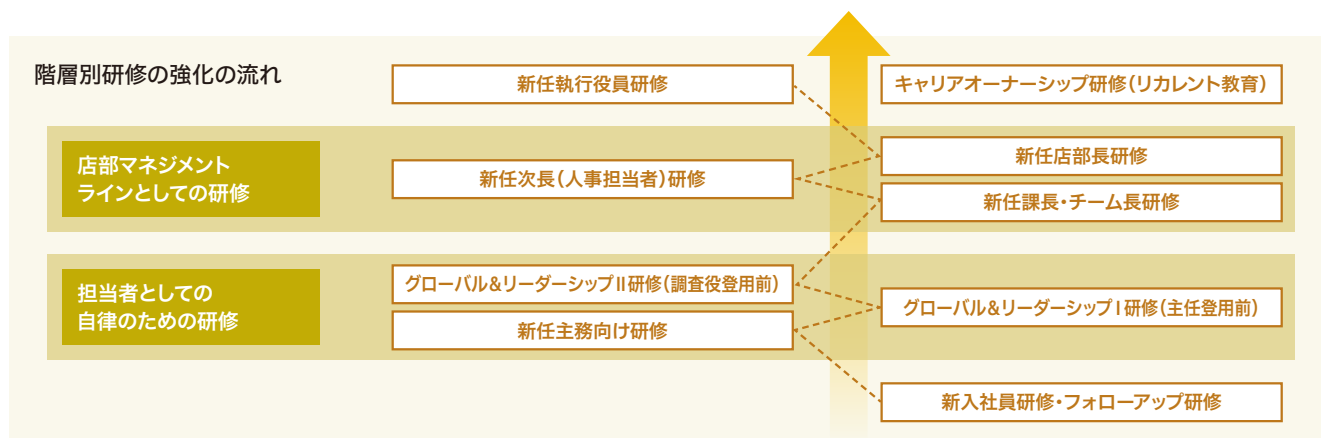 階層別研修の強化の流れ
新任執行役員研修
キャリアオーナーシップ研修（リカレント教育）
店部マネジメント
ラインとしての研修
新任店部長研修
新任次長（人事担当者）研修
新任課長・チーム長研修
担当者としての
自律のための研修
グローバル＆リーダーシップⅡ研修（調査役登用前）
グローバル＆リーダーシップⅠ研修（主任登用前）
新任主務向け研修
新入社員研修・フォローアップ研修